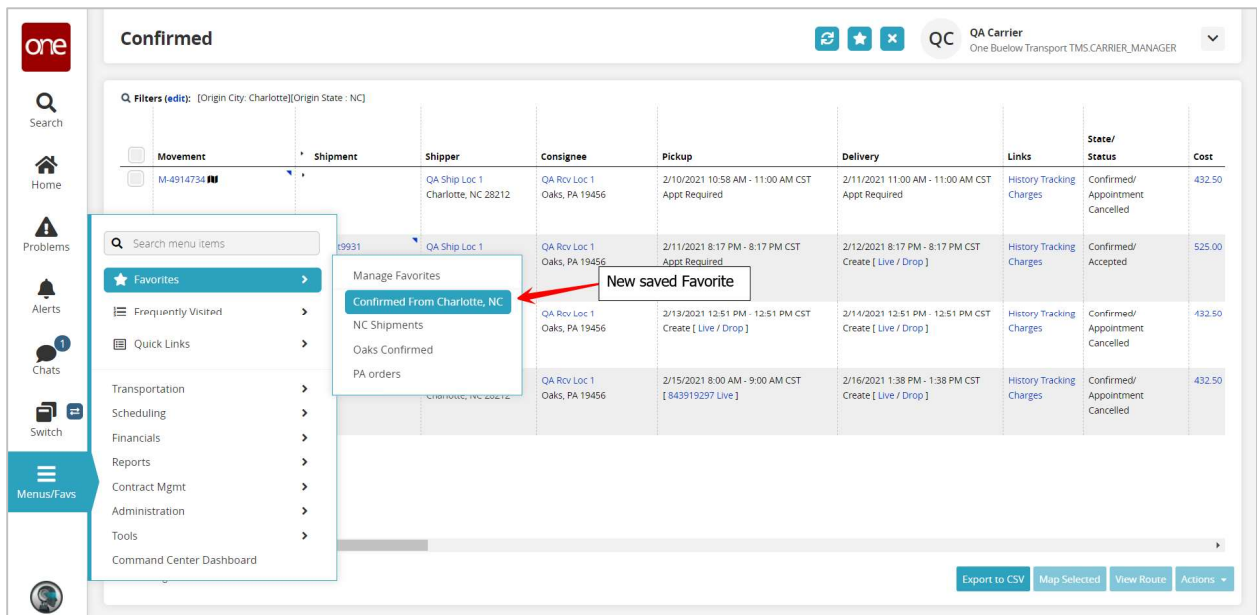 one
Confirmed
QC
QA Carrier
One Buelow Transport TMS.CARRIER_MANAGER
Search
Home
Problems
Alerts
1
Chats
Switch
Menus/Favs
Filters (edit): [Origin City: Charlotte][Origin State : NC]
Movement Shipment Shipper Consignee Pickup Delivery Links State/ Status Cost
M-4914734 QA Ship Loc 1 QA Rcv Loc 1 2/10/2021 10:58 AM - 11:00 AM CST 2/11/2021 11:00 AM - 11:00 AM CST History Tracking Confirmed/ 432.50
Charlotte, NC 28212 Oaks, PA 19456 Appt Required Appt Required Charges Appointment
Cancelled
t9931 QA Ship Loc 1 QA Rcv Loc 1 2/11/2021 8:17 PM - 8:17 PM CST 2/12/2021 8:17 PM - 8:17 PM CST History Tracking Confirmed/ 525.00
Oaks, PA 19456 Appt Required Create [ Live / Drop ] Charges Accepted
QA Rcv Loc 1 2/13/2021 12:51 PM - 12:51 PM CST 2/14/2021 12:51 PM - 12:51 PM CST History Tracking Confirmed/ 432.50
Oaks, PA 19456 Create [ Live / Drop ] Create [ Live / Drop ] Charges Appointment
Cancelled
QA Rcv Loc 1 2/15/2021 8:00 AM - 9:00 AM CST 2/16/2021 1:38 PM - 1:38 PM CST History Tracking Confirmed/ 432.50
Charlotte, NC 28212 Oaks, PA 19456 [ 843919297 Live ] Create [ Live / Drop ] Charges Appointment
Cancelled
Search menu items
Favorites
Frequently Visited
Quick Links
Transportation
Scheduling
Financials
Reports
Contract Mgmt
Administration
Tools
Command Center Dashboard
Manage Favorites
Confirmed From Charlotte, NC
NC Shipments
Oaks Confirmed
PA orders
New saved Favorite
Export to CSV Map Selected View Route Actions